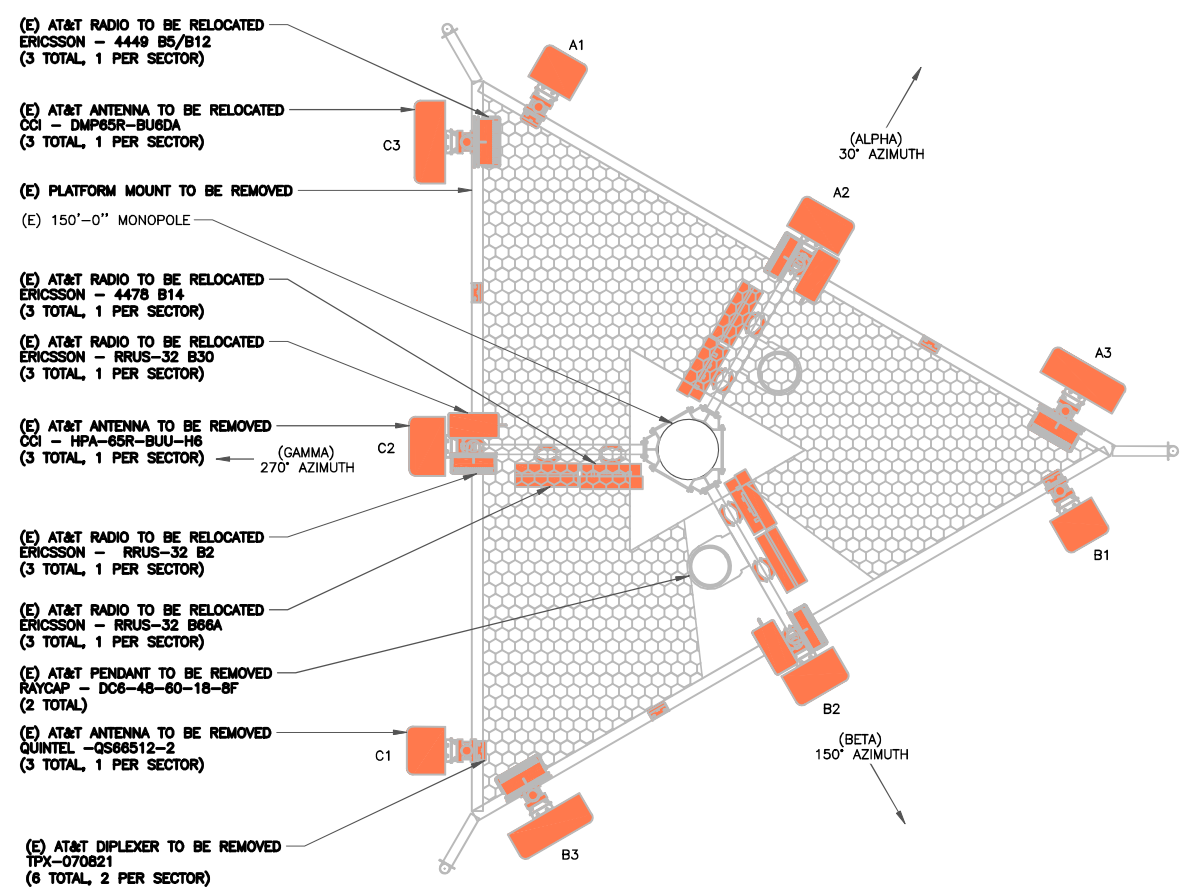 (E) AT&T RADIO TO BE RELOCATED
ERICSSON - 4449 B5/B12
(3 TOTAL, 1 PER SECTOR)
(E) AT&T ANTENNA TO BE RELOCATED
CCI - DMP65R-BU6DA
(3 TOTAL, 1 PER SECTOR)
(E) PLATFORM MOUNT TO BE REMOVED
(E) 150'-0" MONOPOLE
(E) AT&T RADIO TO BE RELOCATED
ERICSSON - 4478 B14
(3 TOTAL, 1 PER SECTOR)
(E) AT&T RADIO TO BE RELOCATED
ERICSSON - RRUS-32 B30
(3 TOTAL, 1 PER SECTOR)
(E) AT&T ANTENNA TO BE REMOVED
CCI - HPA-65R-BUU-H6
(3 TOTAL, 1 PER SECTOR)
(E) AT&T RADIO TO BE RELOCATED
ERICSSON - RRUS-32 B2
(3 TOTAL, 1 PER SECTOR)
(E) AT&T RADIO TO BE RELOCATED
ERICSSON - RRUS-32 B66A
(3 TOTAL, 1 PER SECTOR)
(E) AT&T PENDANT TO BE REMOVED
RAYCAP - DC6-48-60-18-8F
(2 TOTAL)
(E) AT&T ANTENNA TO BE REMOVED
QUINTEL -QS66512-2
(3 TOTAL, 1 PER SECTOR)
(E) AT&T DIPLEXER TO BE REMOVED
TPX-070821
(6 TOTAL, 2 PER SECTOR)
A1
C3
(ALPHA)
30° AZIMUTH
A2
A3
C2
(GAMMA)
270° AZIMUTH
B1
B2
(BETA)
150° AZIMUTH
C1
B3